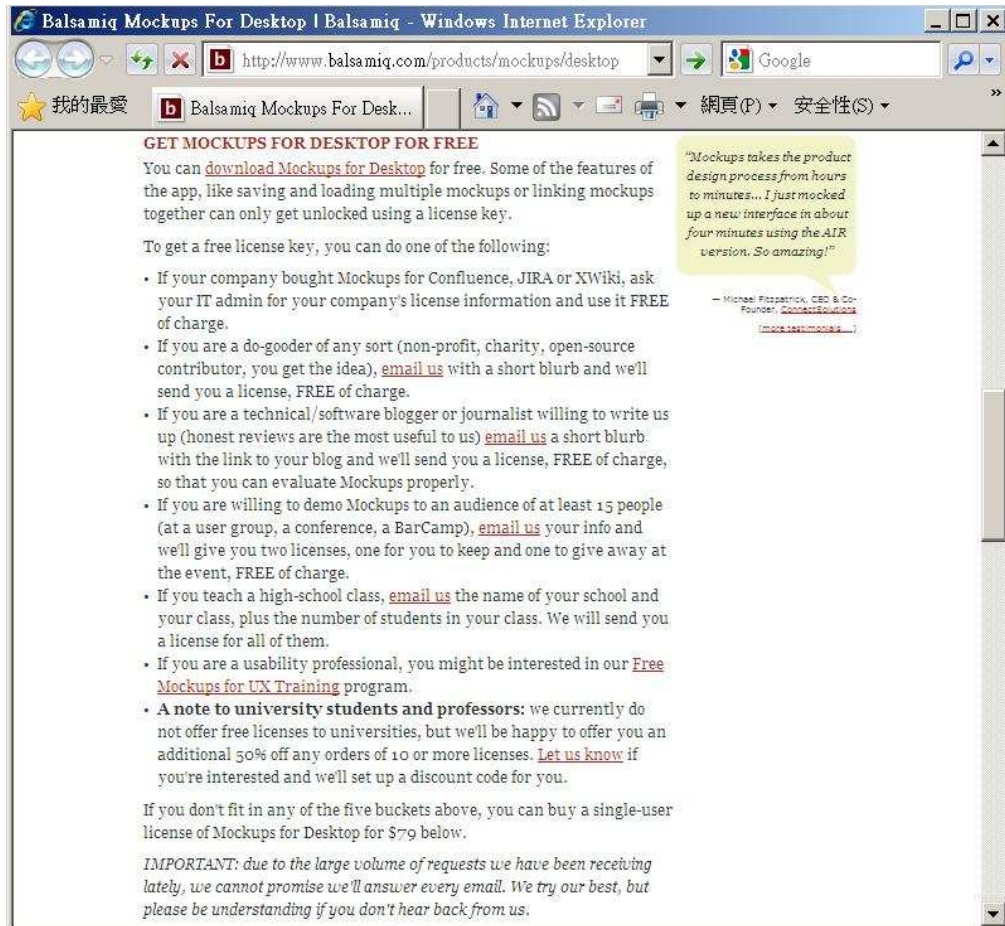 Balsamiq Mockups For Desktop | Balsamiq - Windows Internet Explorer
http://www.balsamiq.com/products/mockups/desktop
Google
我的最愛
Balsamiq Mockups For Desk...
網頁(P)
安全性(S)
»
GET MOCKUPS FOR DESKTOP FOR FREE
You can download Mockups for Desktop for free. Some of the features of
the app, like saving and loading multiple mockups or linking mockups
together can only get unlocked using a license key.
To get a free license key, you can do one of the following:
• If your company bought Mockups for Confluence, JIRA or XWiki, ask
your IT admin for your company's license information and use it FREE
of charge.
• If you are a do-gooder of any sort (non-profit, charity, open-source
contributor, you get the idea), email us with a short blurb and we'll
send you a license, FREE of charge.
• If you are a technical/software blogger or journalist willing to write us
up (honest reviews are the most useful to us) email us a short blurb
with the link to your blog and we'll send you a license, FREE of charge,
so that you can evaluate Mockups properly.
• If you are willing to demo Mockups to an audience of at least 15 people
(at a user group, a conference, a BarCamp), email us your info and
we'll give you two licenses, one for you to keep and one to give away at
the event, FREE of charge.
• If you teach a high-school class, email us the name of your school and
your class, plus the number of students in your class. We will send you
a license for all of them.
• If you are a usability professional, you might be interested in our Free
Mockups for UX Training program.
• A note to university students and professors: we currently do
not offer free licenses to universities, but we'll be happy to offer you an
additional 50% off any orders of 10 or more licenses. Let us know if
you're interested and we'll set up a discount code for you.
If you don't fit in any of the five buckets above, you can buy a single-user
license of Mockups for Desktop for $79 below.
IMPORTANT: due to the large volume of requests we have been receiving
lately, we cannot promise we'll answer every email. We try our best, but
please be understanding if you don't hear back from us.
"Mockups takes the product
design process from hours
to minutes... I just mocked
up a new interface in about
four minutes using the AIR
version. So amazing!"
— Michael Fitzpatrick, CEO & Co-
Founder, ConnectSolutions
[more testimonials...]